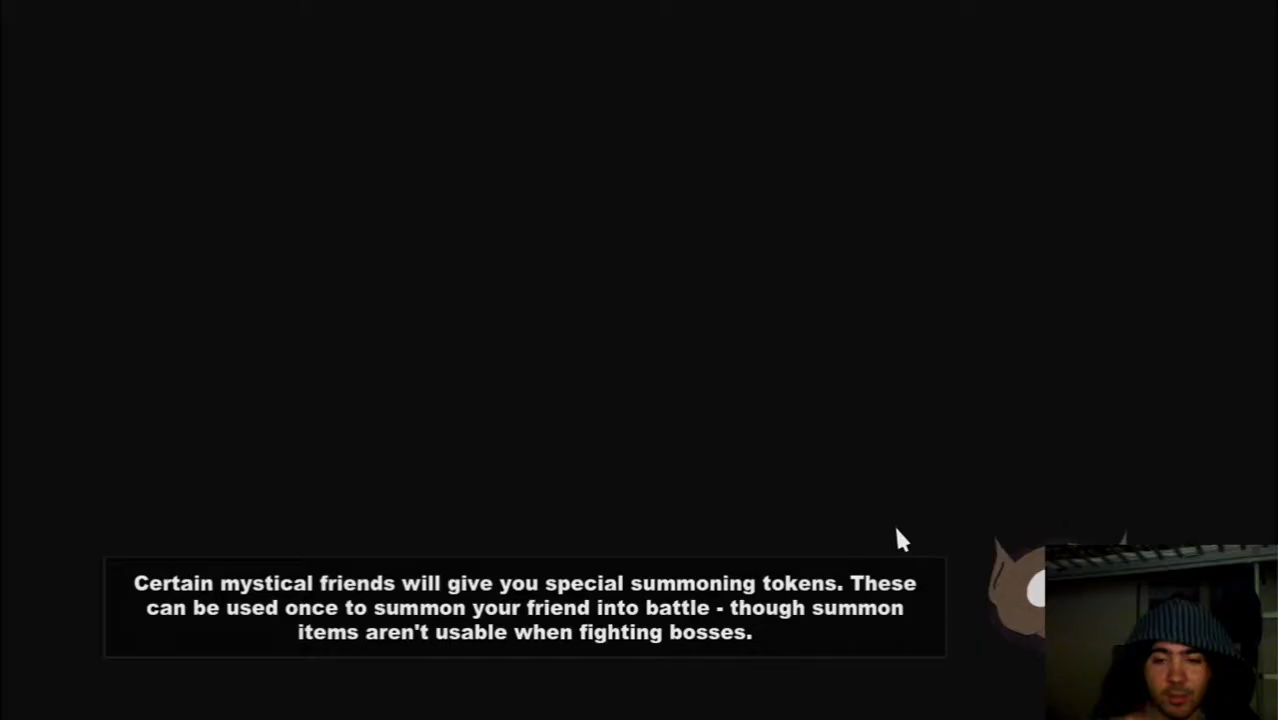 Certain mystical friends will give you special summoning tokens. These
can be used once to summon your friend into battle - though summon
items aren't usable when fighting bosses.